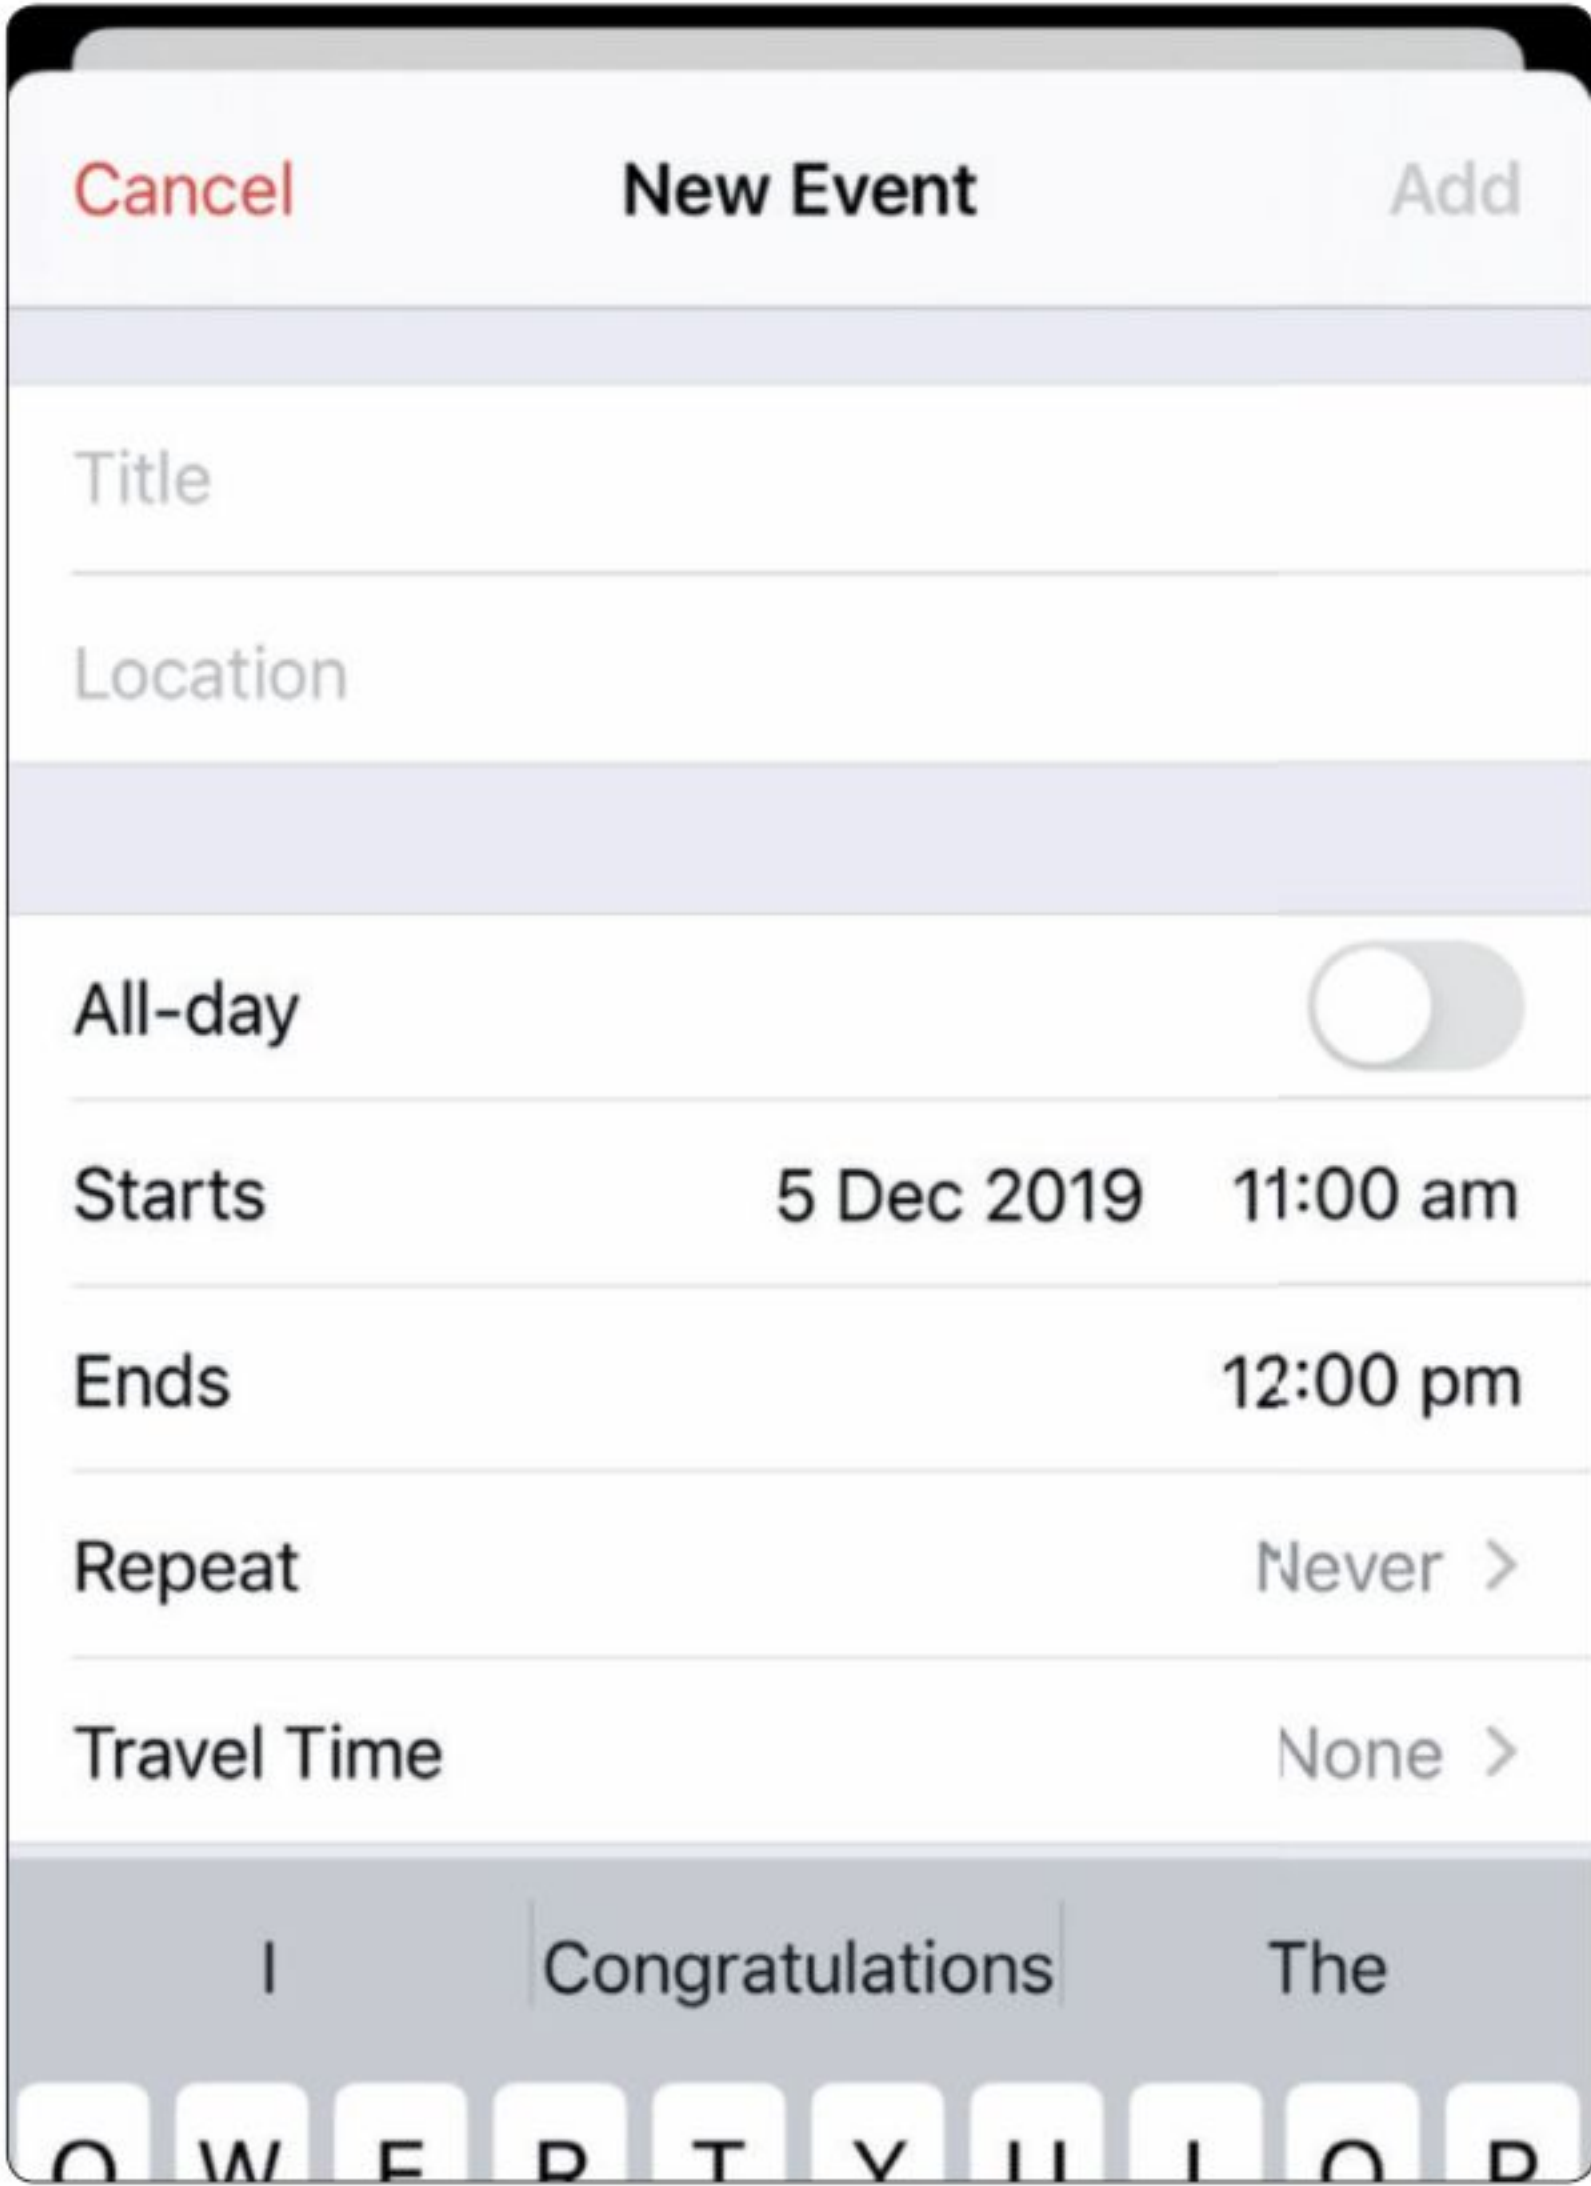 Cancel New Event Add
Title
Location
All-day
Starts 5 Dec 2019 11:00 am
Ends 12:00 pm
Repeat Never >
Travel Time None >
I Congratulations The
Q W E R T Y U I O P